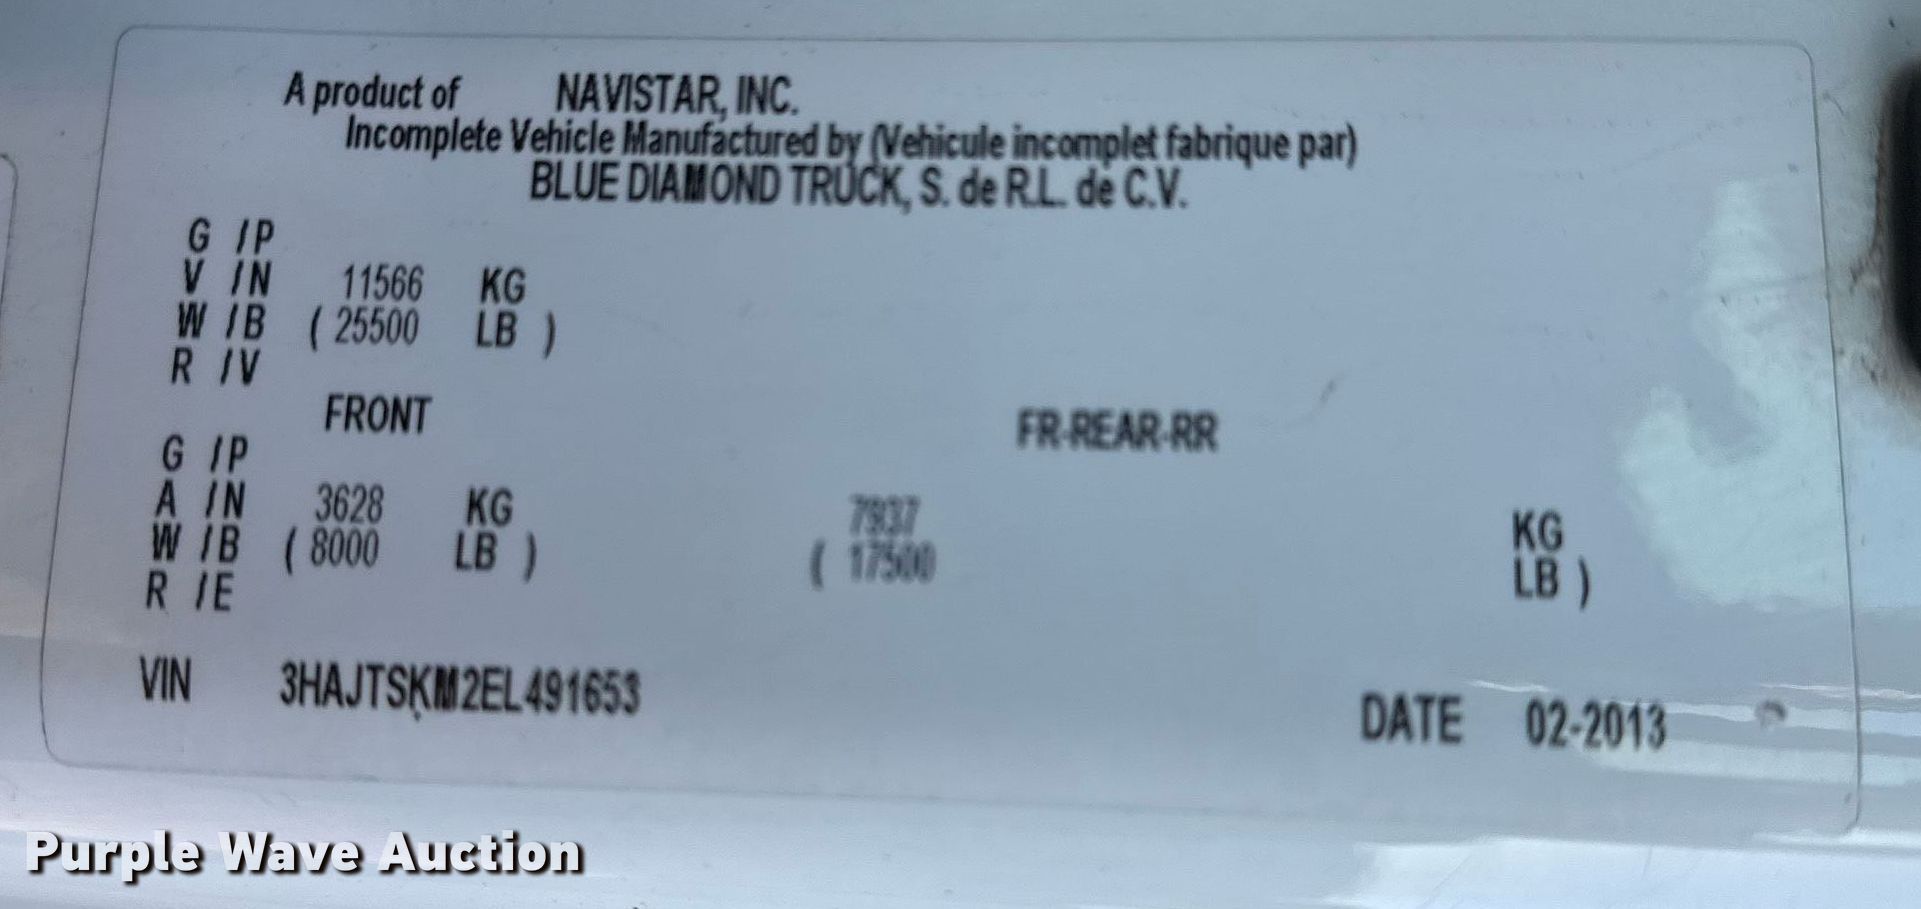 A product of NAVISTAR, INC.
Incomplete Vehicle Manufactured by (Vehicule incomplet fabrique par)
BLUE DIAMOND TRUCK, S. de R.L. de C.V.
G /P
V /N 11566 KG
W /B ( 25500 LB )
R /V
FRONT FR-REAR-RR
G /P
A /N 3628 KG 7937 KG
W /B ( 8000 LB ) ( 17500 LB )
R /E
VIN 3HAJTSKM2EL491653 DATE 02-2013
Purple Wave Auction